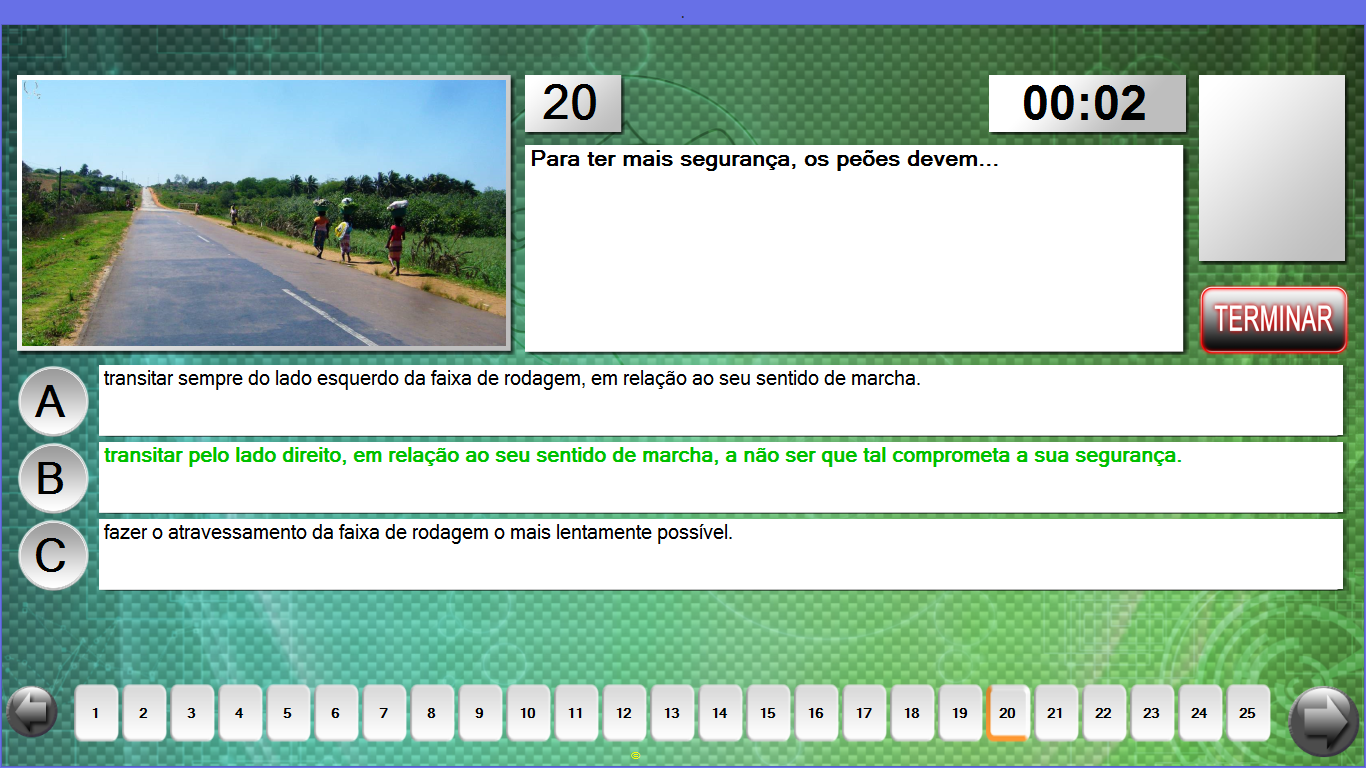 20
00:02
Para ter mais segurança, os peões devem...
TERMINAR
A
transitar sempre do lado esquerdo da faixa de rodagem, em relação ao seu sentido de marcha.
B
transitar pelo lado direito, em relação ao seu sentido de marcha, a não ser que tal comprometa a sua segurança.
C
fazer o atravessamento da faixa de rodagem o mais lentamente possível.
1 2 3 4 5 6 7 8 9 10 11 12 13 14 15 16 17 18 19 20 21 22 23 24 25